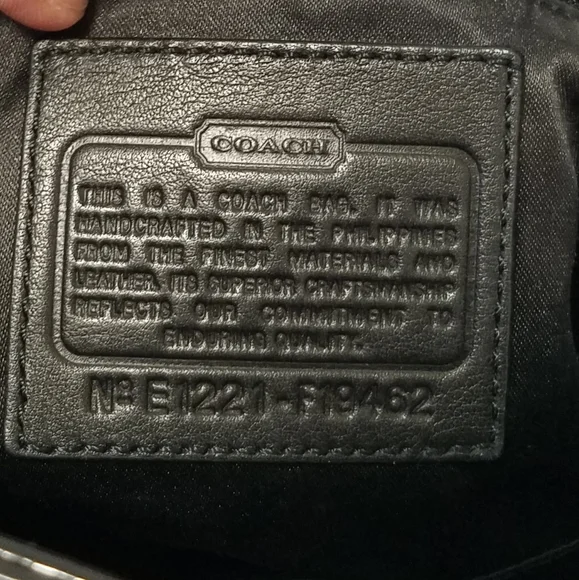 COACH
THIS IS A COACH BAG. IT WAS
HANDCRAFTED IN THE PHILIPPINES
FROM THE FINEST MATERIALS AND
LEATHER. ITS SUPERIOR CRAFTSMANSHIP
REFLECTS OUR COMMITMENT TO
ENDURING QUALITY.
Nº E1221-F19462